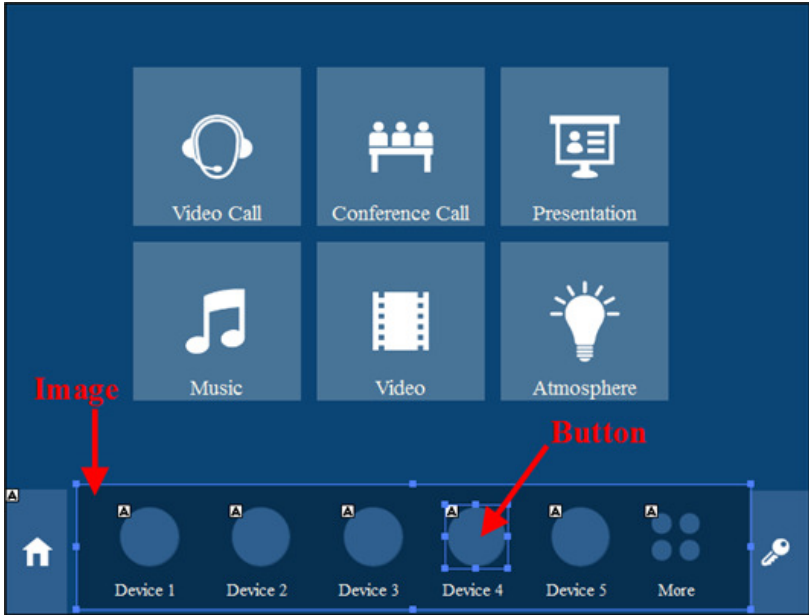 Video Call
Conference Call
Presentation
Music
Video
Atmosphere
Image
Button
A
A
A
A
A
A
A
Device 1
Device 2
Device 3
Device 4
Device 5
More